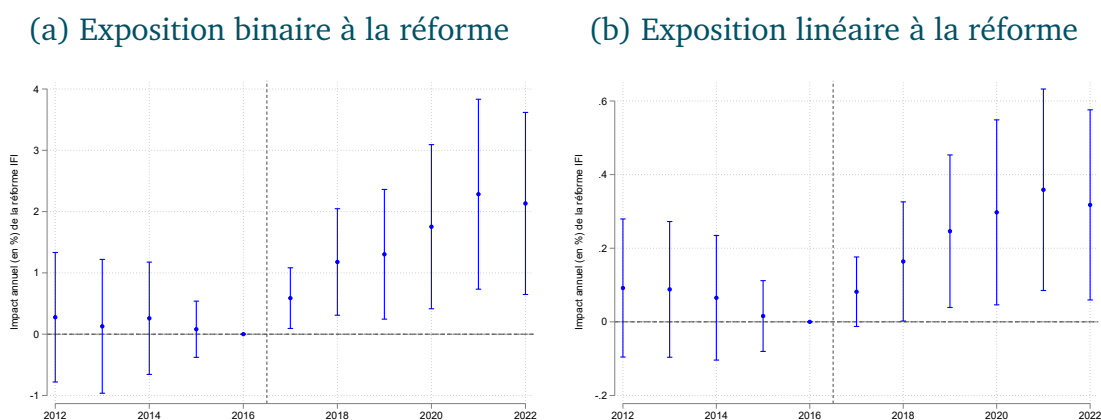 (a) Exposition binaire à la réforme
(b) Exposition linéaire à la réforme
Impact annuel (en %) de la réforme IFI
4
3
2
1
0
-1
2012 2014 2016 2018 2020 2022
Impact annuel (en %) de la réforme IFI
.6
.4
.2
0
-.2
2012 2014 2016 2018 2020 2022